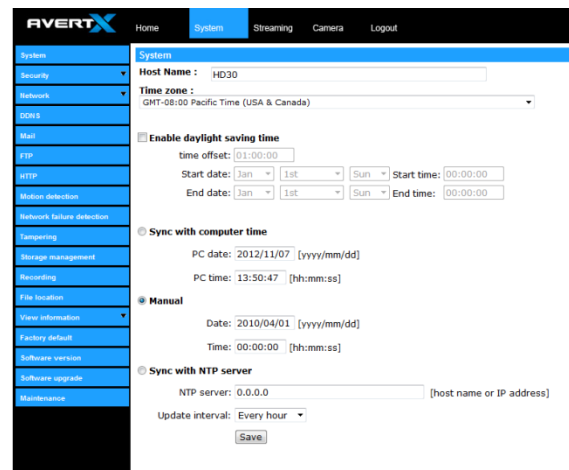 AVERTX
Home System Streaming Camera Logout
System
Security
Network
DDNS
Mail
FTP
HTTP
Motion detection
Network failure detection
Tampering
Storage management
Recording
File location
View information
Factory default
Software version
Software upgrade
Maintenance
System
Host Name : HD30
Time zone :
GMT-08:00 Pacific Time (USA & Canada)
Enable daylight saving time
time offset: 01:00:00
Start date: Jan 1st Sun Start time: 00:00:00
End date: Jan 1st Sun End time: 00:00:00
Sync with computer time
PC date: 2012/11/07 [yyyy/mm/dd]
PC time: 13:50:47 [hh:mm:ss]
Manual
Date: 2010/04/01 [yyyy/mm/dd]
Time: 00:00:00 [hh:mm:ss]
Sync with NTP server
NTP server: 0.0.0.0 [host name or IP address]
Update interval: Every hour
Save